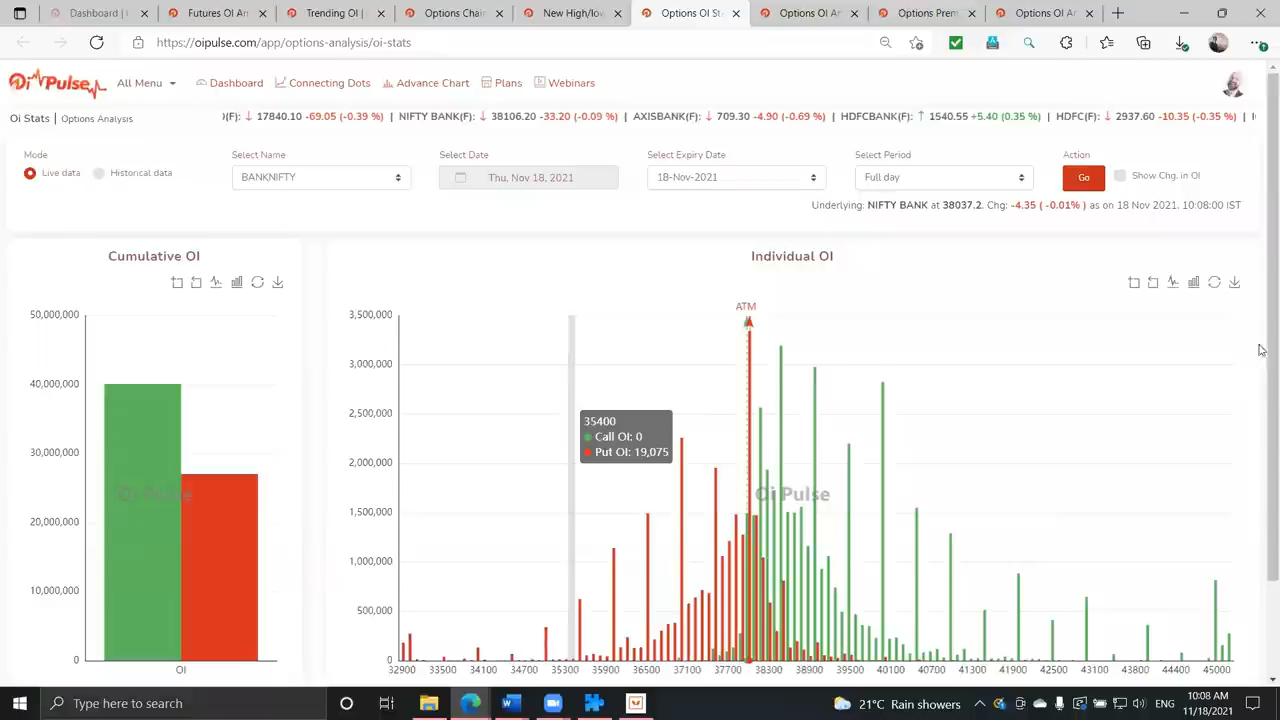 Dashboard | Oi
Futures OI An
Trending OI |
Options Chain
New High/low
Options OI St
Options OI An
Options Prem
Options OI An
https://oipulse.com/app/options-analysis/oi-stats
Oi Pulse
All Menu
Dashboard
Connecting Dots
Advance Chart
Plans
Webinars
Oi Stats | Options Analysis
(F): 17840.10 -69.05 (-0.39 %) | NIFTY BANK(F): 38106.20 -33.20 (-0.09 %) | AXISBANK(F): 709.30 -4.90 (-0.69 %) | HDFCBANK(F): 1540.55 +5.40 (0.35 %) | HDFC(F): 2937.60 -10.35 (-0.35 %) |
Mode
Live data
Historical data
Select Name
BANKNIFTY
Select Date
Thu, Nov 18, 2021
Select Expiry Date
18-Nov-2021
Select Period
Full day
Action
Go
Show Chg. in OI
Underlying: NIFTY BANK at 38037.2. Chg: -4.35 ( -0.01% ) as on 18 Nov 2021, 10:08:00 IST
Cumulative OI
50,000,000
40,000,000
30,000,000
20,000,000
10,000,000
0
OI
Oi Pulse
Individual OI
ATM
3,500,000
3,000,000
2,500,000
2,000,000
1,500,000
1,000,000
500,000
0
35400
Call OI: 0
Put OI: 19,075
Oi Pulse
32900 33500 34100 34700 35300 35900 36500 37100 37700 38300 38900 39500 40100 40700 41300 41900 42500 43100 43800 44400 45000
Type here to search
21°C Rain showers
10:08 AM
11/18/2021